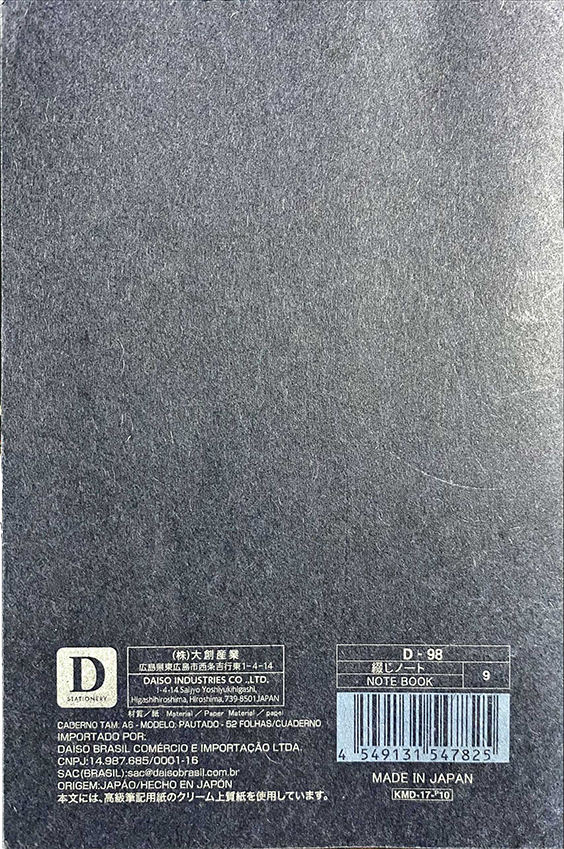 D
STATIONERY
(株)大創産業
広島県東広島市西条吉行東1-4-14
DAISO INDUSTRIES CO.,LTD.
1-4-14 Saijyo Yoshiyukihigashi,
Higashihiroshima, Hiroshima, 739-8501 JAPAN
材質/紙 Material / Paper Material / papel
CADERNO TAM. A6 - MODELO: PAUTADO - 52 FOLHAS/CUADERNO
IMPORTADO POR:
DAISO BRASIL COMÉRCIO E IMPORTAÇÃO LTDA.
CNPJ: 14.987.685/0001-16
SAC(BRASIL):sac@daisobrasil.com.br
ORIGEM:JAPÃO/HECHO EN JAPÓN
本文には、高級筆記用紙のクリーム上質紙を使用しています。
D - 98
綴じノート
NOTE BOOK
9
4 549131 547825
MADE IN JAPAN
KMD-17-P10